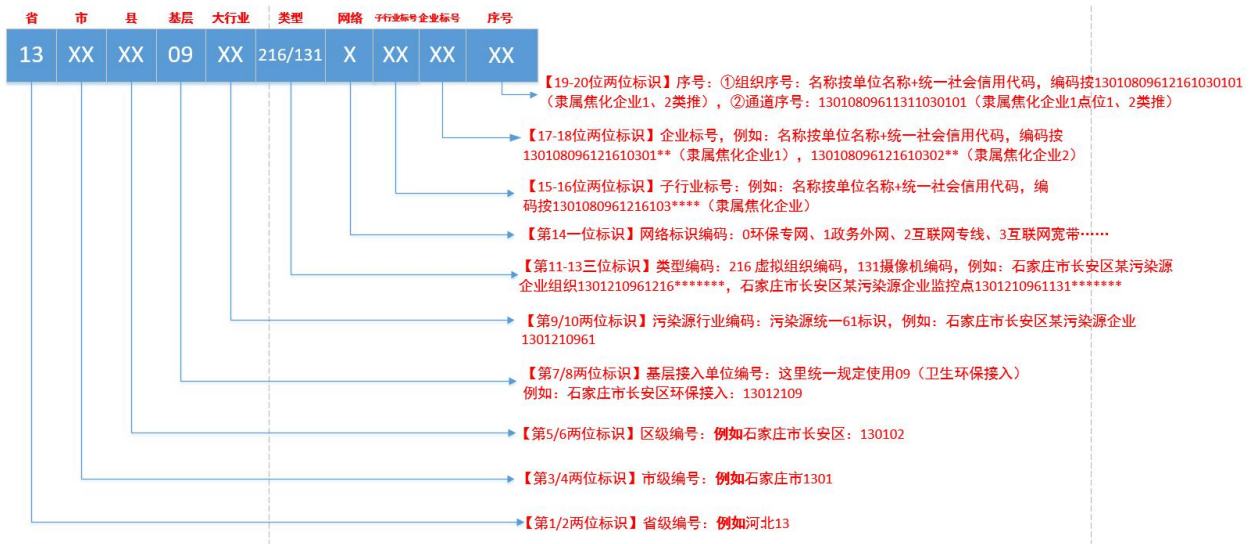 省 市 县 基层 大行业 类型 网络 子行业标号 企业标号 序号
13 XX XX 09 XX 216/131 X XX XX XX
【19-20位两位标识】序号：①组织序号：名称按单位名称+统一社会信用代码，编码按13010809612161030101
（隶属焦化企业1、2类推），②通道序号：13010809611311030101（隶属焦化企业1点位1、2类推）
【17-18位两位标识】企业标号，例如：名称按单位名称+统一社会信用代码，编码按
130108096121610301**（隶属焦化企业1），130108096121610302**（隶属焦化企业2）
【15-16位两位标识】子行业标号：例如：名称按单位名称+统一社会信用代码，编
码按1301080961216103****（隶属焦化企业）
【第14一位标识】网络标识编码：0环保专网、1政务外网、2互联网专线、3互联网宽带……
【第11-13三位标识】类型编码：216 虚拟组织编码，131摄像机编码，例如：石家庄市长安区某污染源
企业组织1301210961216*******，石家庄市长安区某污染源企业监控点1301210961131*******
【第9/10两位标识】污染源行业编码：污染源统一61标识，例如：石家庄市长安区某污染源企业
1301210961
【第7/8两位标识】基层接入单位编号：这里统一规定使用09（卫生环保接入）
例如：石家庄市长安区环保接入：13012109
【第5/6两位标识】区级编号：例如石家庄市长安区：130102
【第3/4两位标识】市级编号：例如石家庄市1301
【第1/2两位标识】省级编号：例如河北13